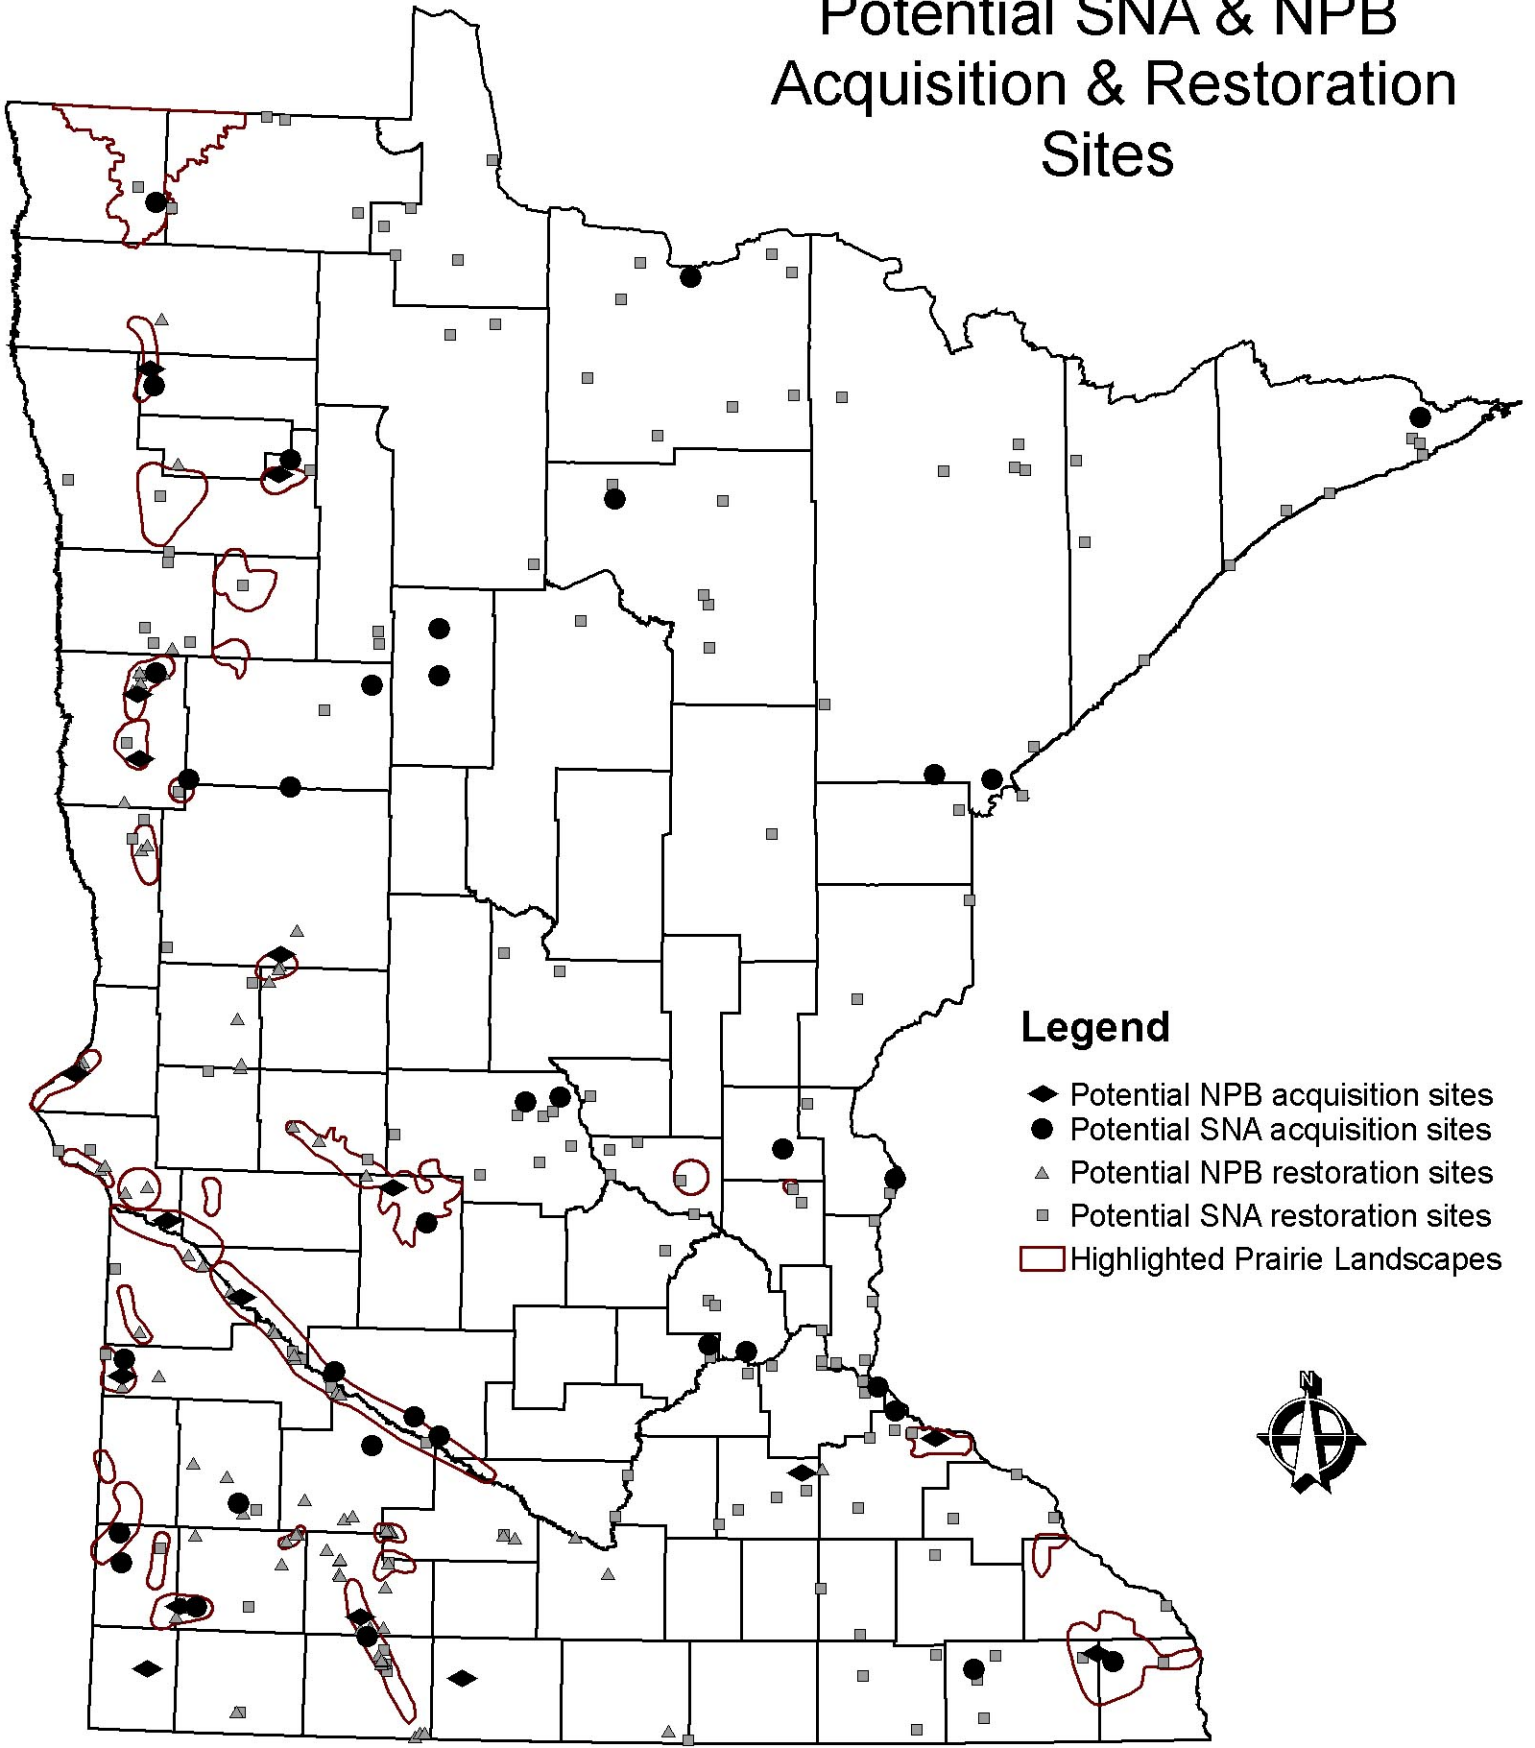 Potential SNA & NPB
Acquisition & Restoration
Sites
Legend
Potential NPB acquisition sites
Potential SNA acquisition sites
Potential NPB restoration sites
Potential SNA restoration sites
Highlighted Prairie Landscapes
N